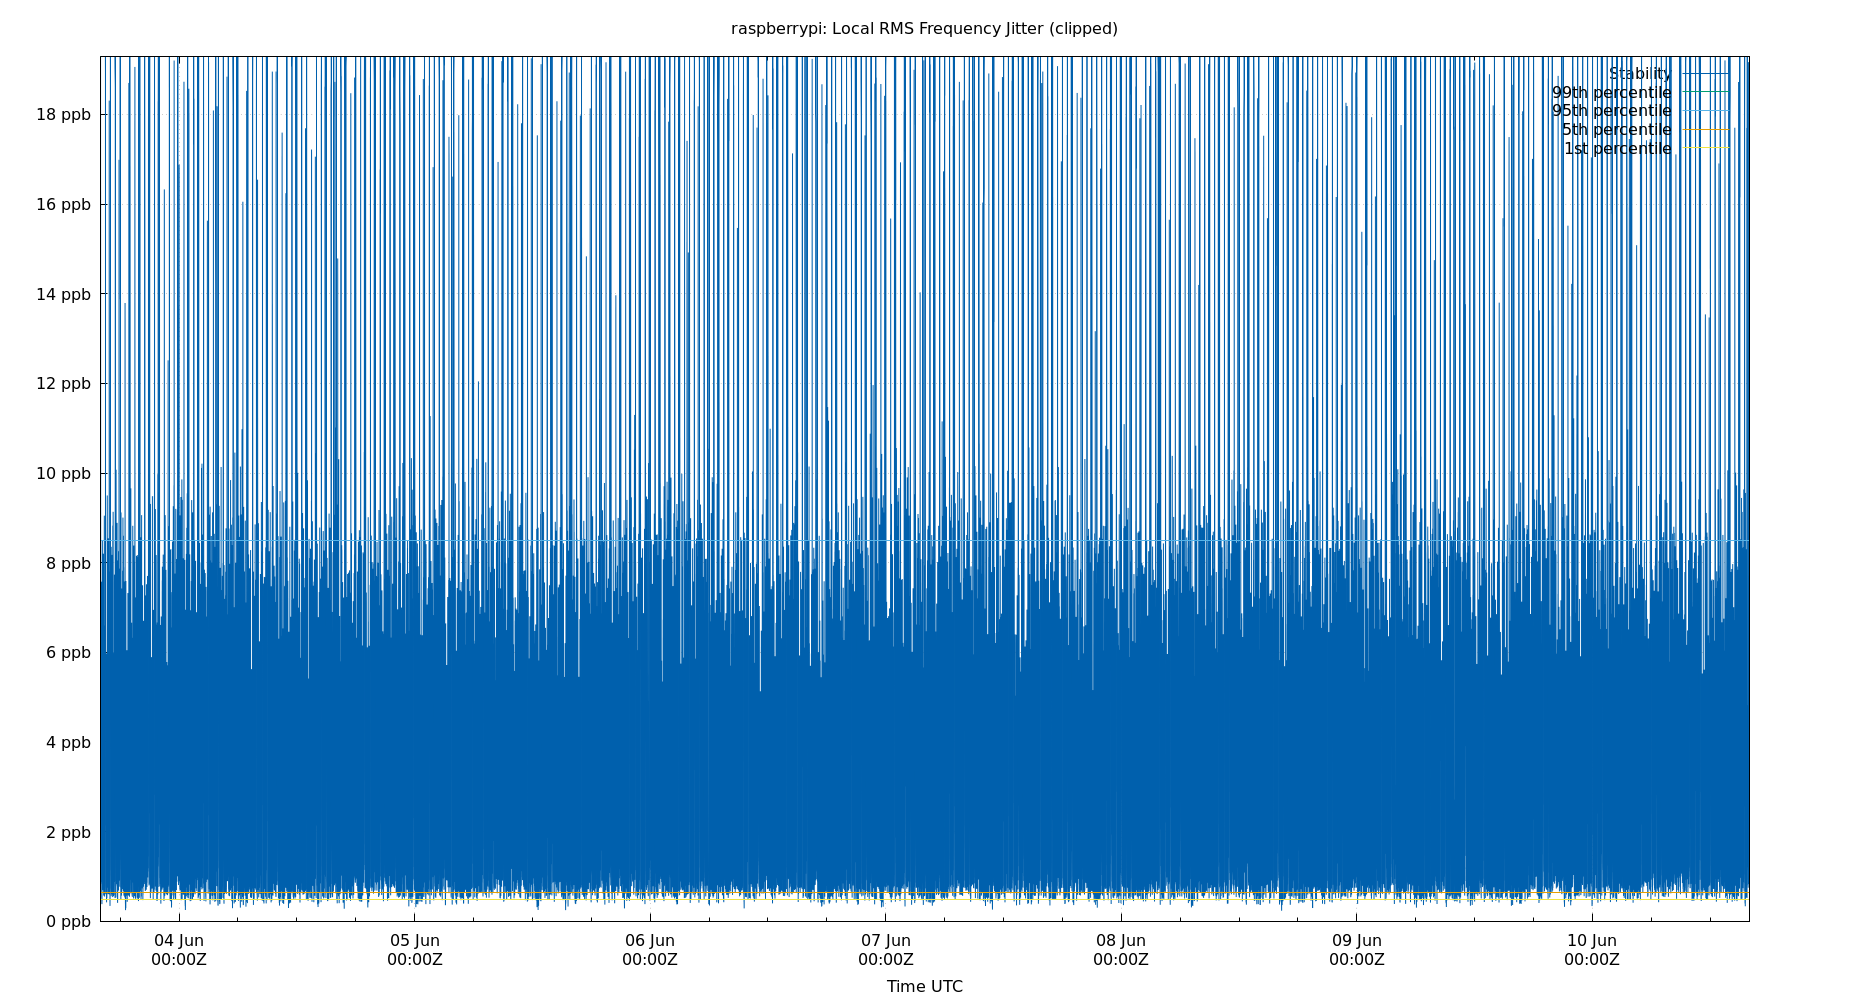 raspberrypi: Local RMS Frequency Jitter (clipped)
Stability
99th percentile
95th percentile
5th percentile
1st percentile
18 ppb
16 ppb
14 ppb
12 ppb
10 ppb
8 ppb
6 ppb
4 ppb
2 ppb
0 ppb
04 Jun 05 Jun 06 Jun 07 Jun 08 Jun 09 Jun 10 Jun
00:00Z 00:00Z 00:00Z 00:00Z 00:00Z 00:00Z 00:00Z
Time UTC